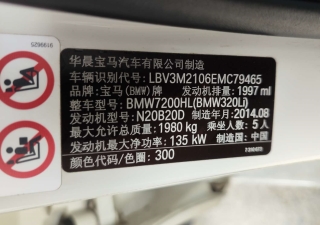 华晨宝马汽车有限公司制造
车辆识别代号: LBV3M2106EMC79465
品牌: 宝马(BMW)牌 发动机排量: 1997 ml
整车型号: BMW7200HL(BMW320Li)
发动机型号: N20B20D 制造年月: 2014.08
最大允许总质量: 1980 kg 乘坐人数: 5人
发动机最大净功率: 135 kW 制造国: 中国
颜色代码/色圈: 300